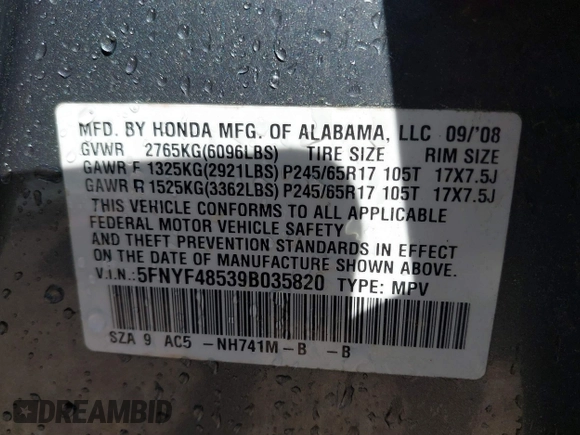 MFD. BY HONDA MFG. OF ALABAMA, LLC 09/'08
GVWR 2765KG(6096LBS) TIRE SIZE RIM SIZE
GAWR F 1325KG(2921LBS) P245/65R17 105T 17X7.5J
GAWR R 1525KG(3362LBS) P245/65R17 105T 17X7.5J
THIS VEHICLE CONFORMS TO ALL APPLICABLE
FEDERAL MOTOR VEHICLE SAFETY
AND THEFT PREVENTION STANDARDS IN EFFECT
ON THE DATE OF MANUFACTURE SHOWN ABOVE.
V.I.N.:5FNYF48539B035820 TYPE: MPV
SZA 9 AC5 -NH741M-B -B
DREAMBID